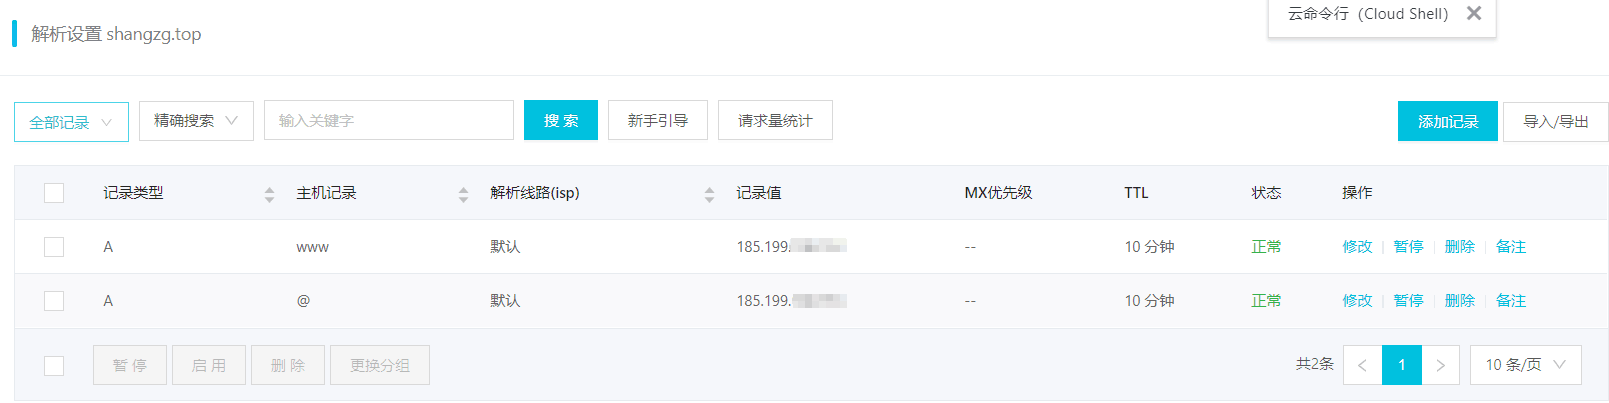 云命令行（Cloud Shell）
解析设置 shangzg.top
全部记录 精确搜索 输入关键字 搜 索 新手引导 请求量统计 添加记录 导入/导出
记录类型 主机记录 解析线路(isp) 记录值 MX优先级 TTL 状态 操作
A www 默认 185.199. -- 10 分钟 正常 修改 暂停 删除 备注
A @ 默认 185.199. -- 10 分钟 正常 修改 暂停 删除 备注
暂 停 启 用 删 除 更换分组 共2条 1 10 条/页